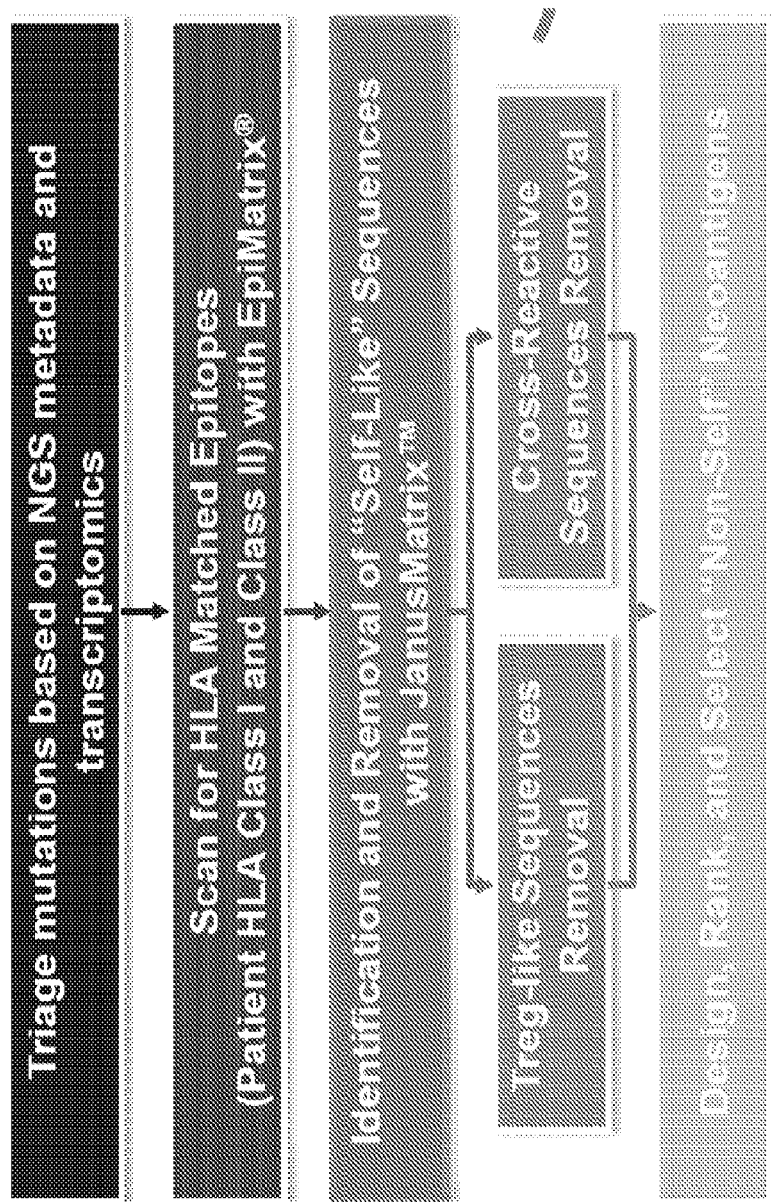 Triage mutations based on NGS metadata and
transcriptomics
Scan for HLA Matched Epitopes
(Patient HLA Class I and Class II) with EpiMatrix®
Identification and Removal of “Self-Like” Sequences
with JanusMatrix™
Treg-like Sequences
Removal
Cross-Reactive
Sequences Removal
Design, Rank and Select “Non-Self” Neoantigens